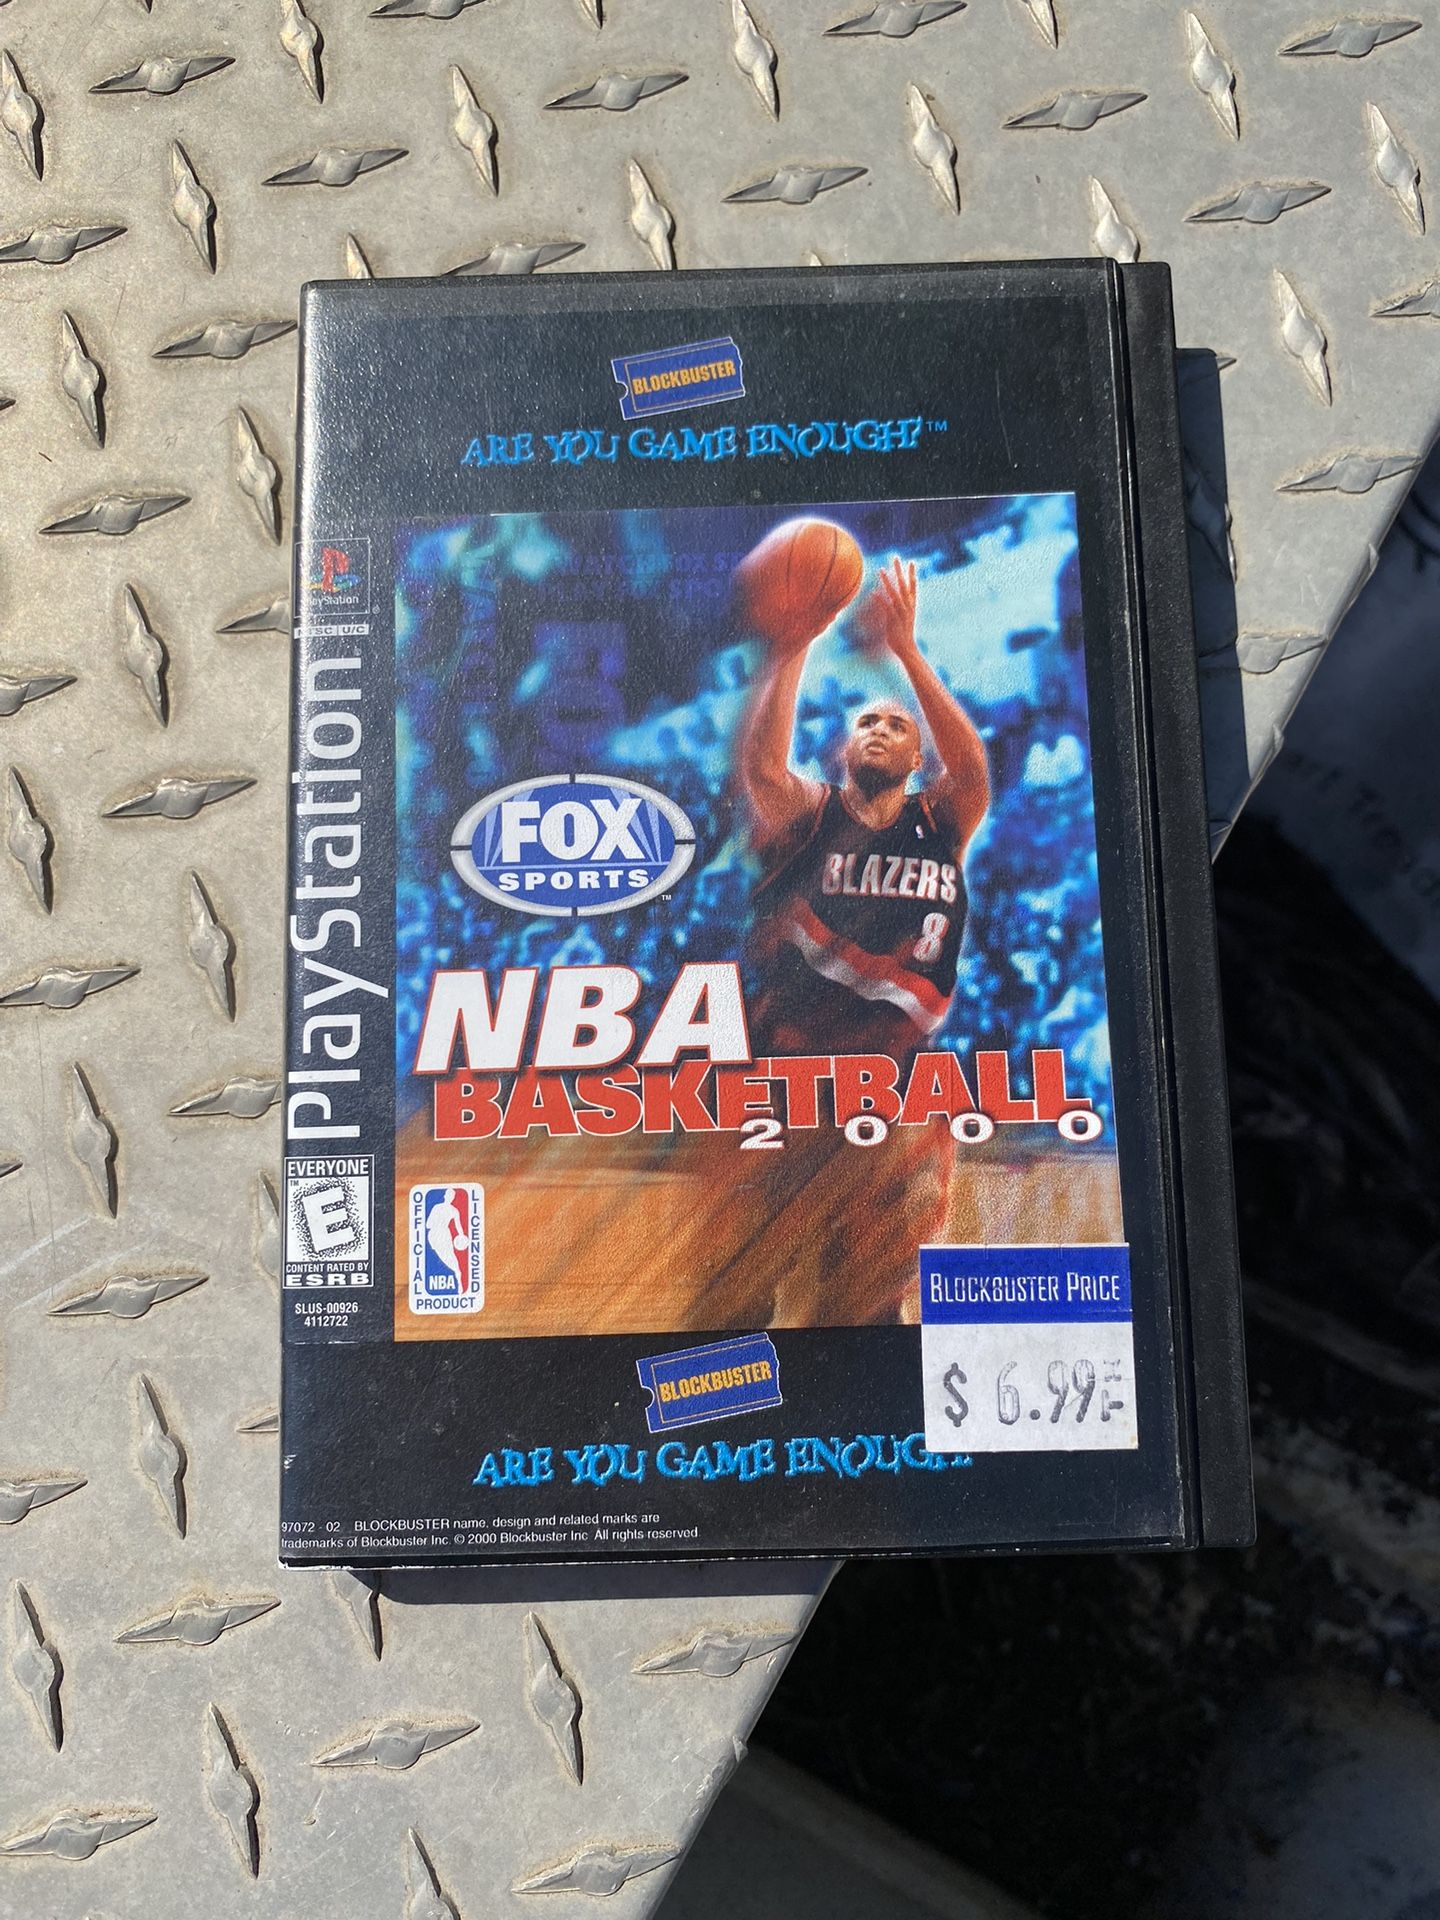 BLOCKBUSTER
ARE YOU GAME ENOUGH?™
PlayStation
NTSC U/C
PlayStation
FOX
SPORTS™
BLAZERS
8
NBA
BASKETBALL
2000
EVERYONE
E
CONTENT RATED BY
ESRB
SLUS-00926
4112722
OFFICIAL
LICENSED
NBA
PRODUCT
BLOCKBUSTER PRICE
$ 6.99
BLOCKBUSTER
ARE YOU GAME ENOUGH?
97072 - 02 BLOCKBUSTER name, design and related marks are
trademarks of Blockbuster Inc. © 2000 Blockbuster Inc. All rights reserved